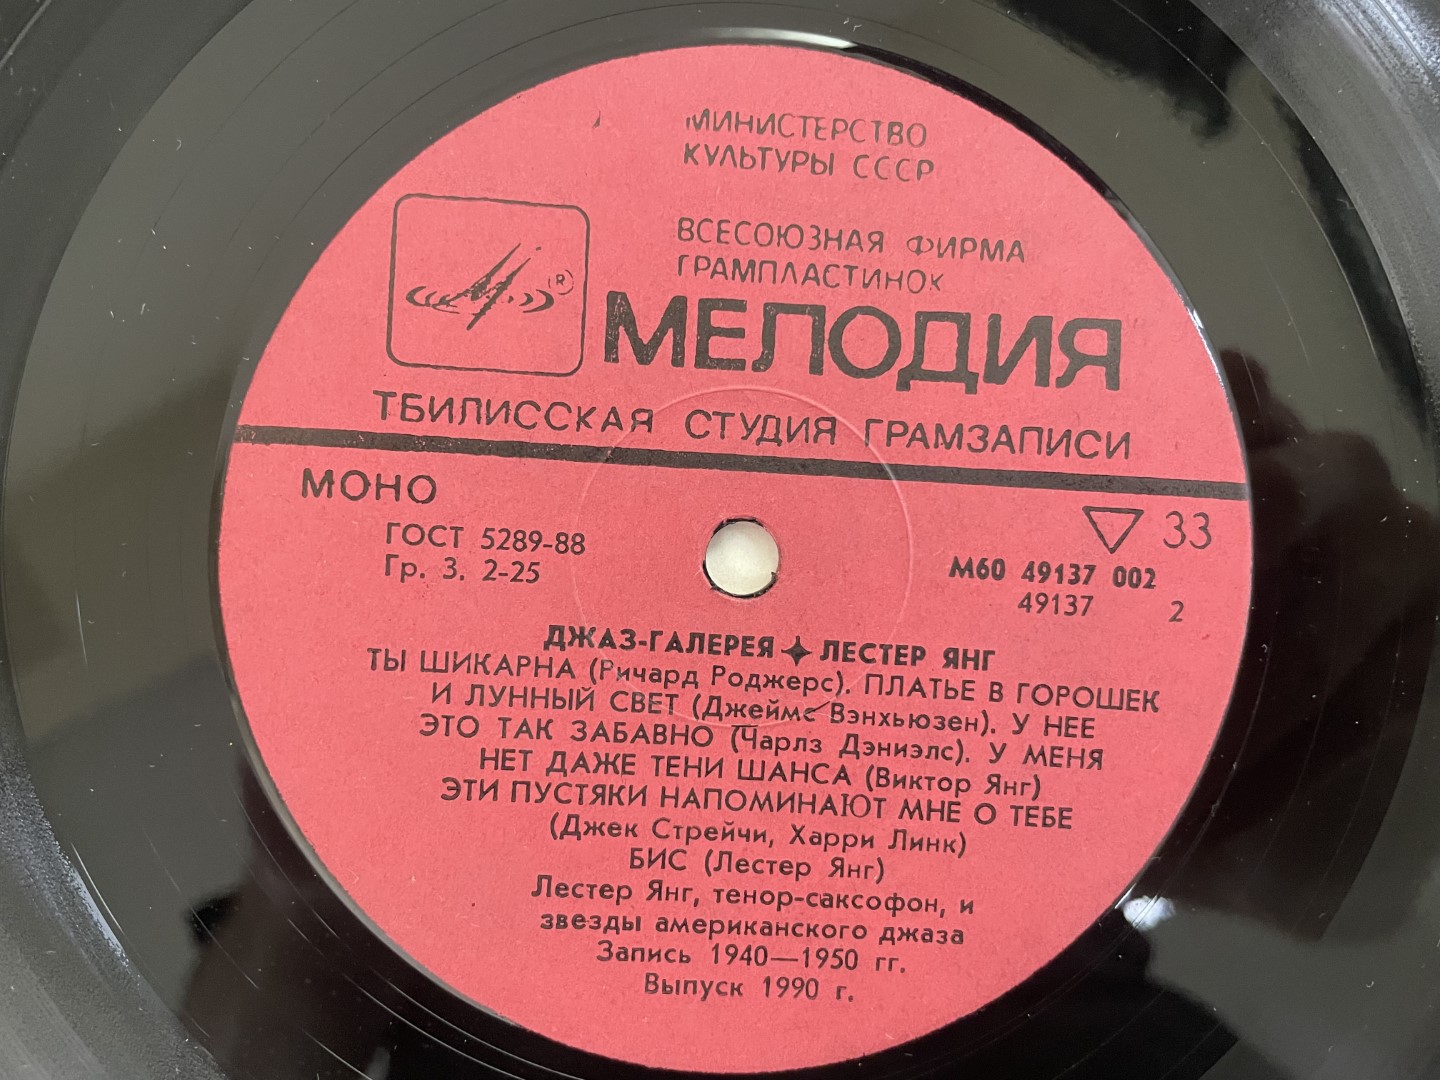 МИНИСТЕРСТВО
КУЛЬТУРЫ СССР
ВСЕСОЮЗНАЯ ФИРМА
ГРАМПЛАСТИНОК
®
МЕЛОДИЯ
ТБИЛИССКАЯ СТУДИЯ ГРАМЗАПИСИ
МОНО
33
ГОСТ 5289-88
Гр. 3. 2-25
М60 49137 002
49137 2
ДЖАЗ-ГАЛЕРЕЯ ✦ ЛЕСТЕР ЯНГ
ТЫ ШИКАРНА (Ричард Роджерс). ПЛАТЬЕ В ГОРОШЕК
И ЛУННЫЙ СВЕТ (Джеймс Вэнхьюзен). У НЕЕ
ЭТО ТАК ЗАБАВНО (Чарлз Дэниэлс). У МЕНЯ
НЕТ ДАЖЕ ТЕНИ ШАНСА (Виктор Янг)
ЭТИ ПУСТЯКИ НАПОМИНАЮТ МНЕ О ТЕБЕ
(Джек Стрейчи, Харри Линк)
БИС (Лестер Янг)
Лестер Янг, тенор-саксофон, и
звезды американского джаза
Запись 1940—1950 гг.
Выпуск 1990 г.